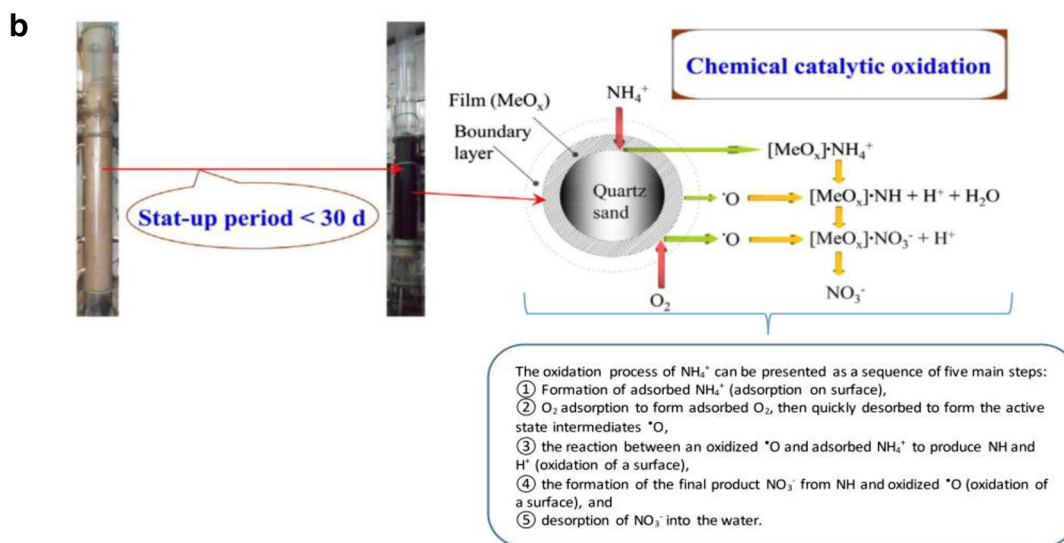 b
Chemical catalytic oxidation
Stat-up period < 30 d
Film (MeOₓ)
Boundary
layer
NH₄⁺
Quartz
sand
O₂
[MeOₓ]•NH₄⁺
•O
[MeOₓ]•NH + H⁺ + H₂O
•O
[MeOₓ]•NO₃⁻ + H⁺
NO₃⁻
The oxidation process of NH₄⁺ can be presented as a sequence of five main steps:
① Formation of adsorbed NH₄⁺ (adsorption on surface),
② O₂ adsorption to form adsorbed O₂, then quickly desorbed to form the active
state intermediates •O,
③ the reaction between an oxidized •O and adsorbed NH₄⁺ to produce NH and
H⁺ (oxidation of a surface),
④ the formation of the final product NO₃⁻ from NH and oxidized •O (oxidation of
a surface), and
⑤ desorption of NO₃⁻ into the water.